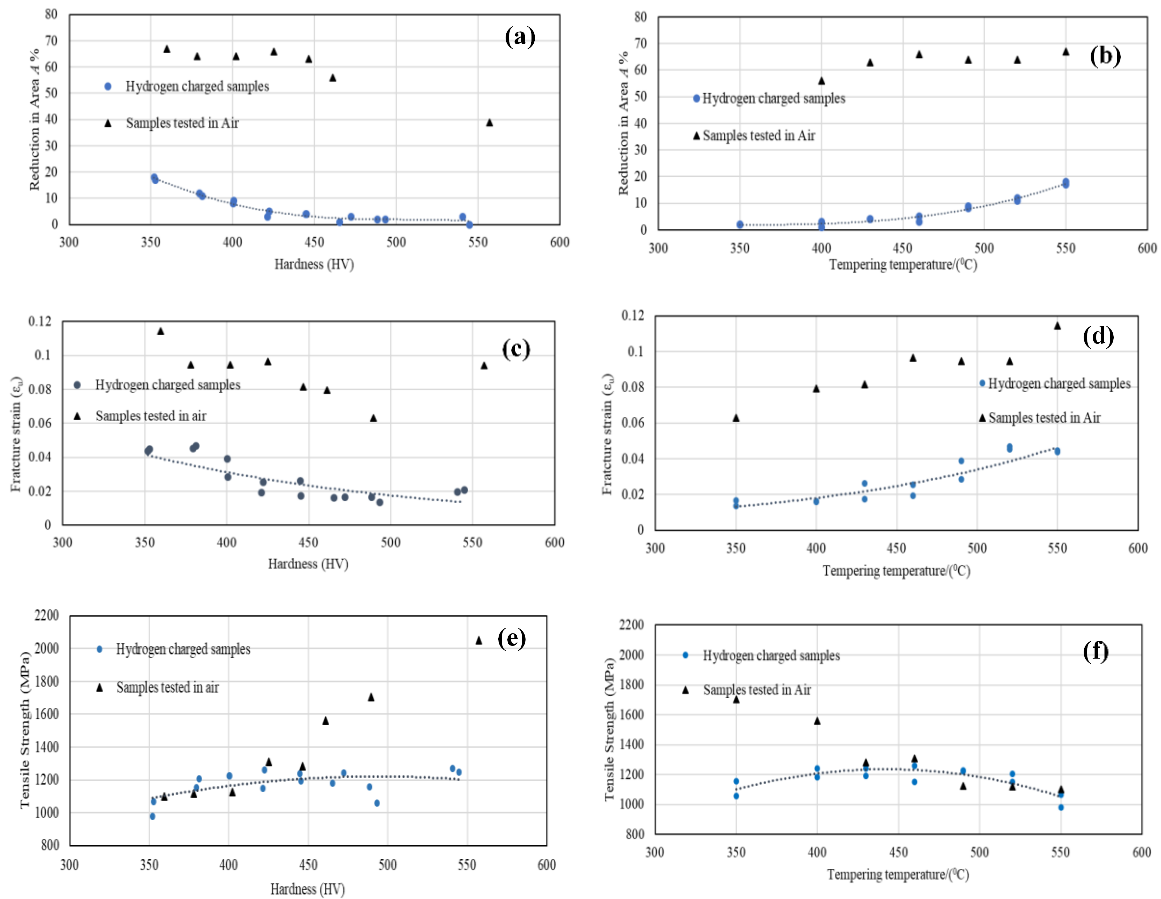 (a)
Reduction in Area A %
80
70
60
50
40
30
20
10
0
Hydrogen charged samples
Samples tested in Air
300 350 400 450 500 550 600
Hardness (HV)
(b)
Reduction in Area A %
80
70
60
50
40
30
20
10
0
Hydrogen charged samples
Samples tested in Air
300 350 400 450 500 550 600
Tempering temperature/(⁰C)
(c)
Fratcture strain (εᵤ)
0.12
0.1
0.08
0.06
0.04
0.02
0
Hydrogen charged samples
Samples tested in air
300 350 400 450 500 550 600
Hardness (HV)
(d)
Fratcture strain (εᵤ)
0.12
0.1
0.08
0.06
0.04
0.02
0
Hydrogen charged samples
Samples tested in Air
300 350 400 450 500 550 600
Tempering temperature/(⁰C)
(e)
Tensile Strength (MPa)
2200
2000
1800
1600
1400
1200
1000
800
Hydrogen charged samples
Samples tested in air
300 350 400 450 500 550 600
Hardness (HV)
(f)
Tensile Strength (MPa)
2200
2000
1800
1600
1400
1200
1000
800
Hydrogen charged samples
Samples tested in Air
300 350 400 450 500 550 600
Tempering temperature/(⁰C)